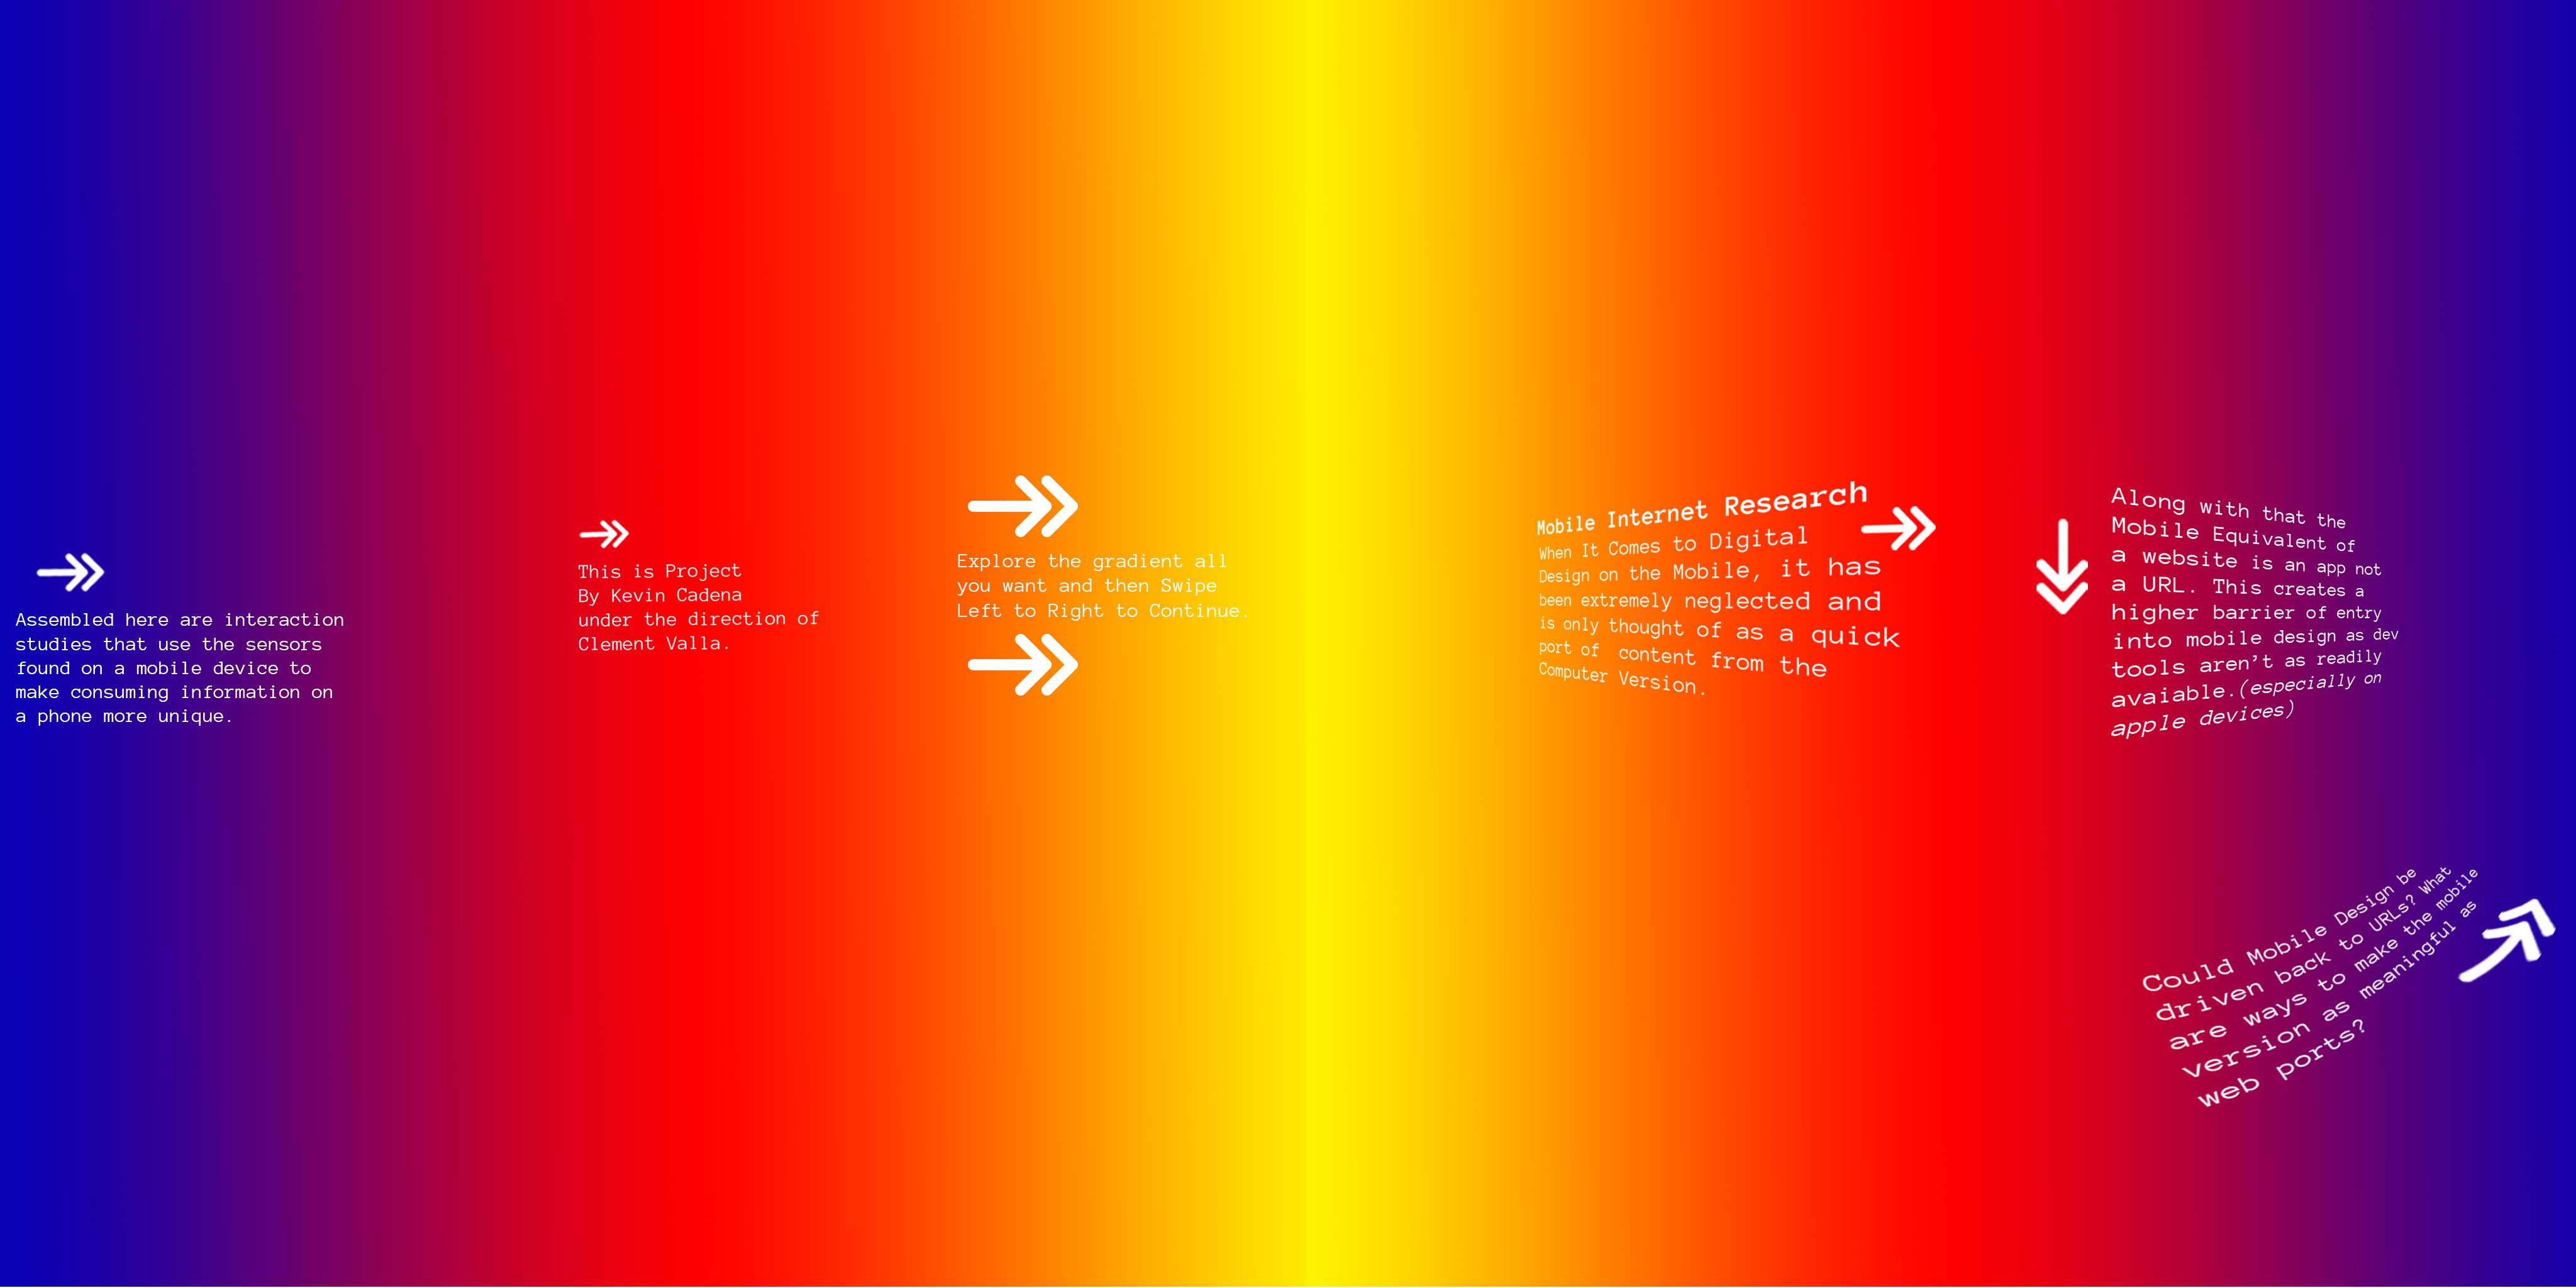 Assembled here are interaction
studies that use the sensors
found on a mobile device to
make consuming information on
a phone more unique.
This is Project
By Kevin Cadena
under the direction of
Clement Valla.
Explore the gradient all
you want and then Swipe
Left to Right to Continue.
Mobile Internet Research
When It Comes to Digital
Design on the Mobile, it has
been extremely neglected and
is only thought of as a quick
port of content from the
Computer Version.
Along with that the
Mobile Equivalent of
a website is an app not
a URL. This creates a
higher barrier of entry
into mobile design as dev
tools aren’t as readily
avaiable.(especially on
apple devices)
Could Mobile Design be
driven back to URLs? What
are ways to make the mobile
version as meaningful as
web ports?